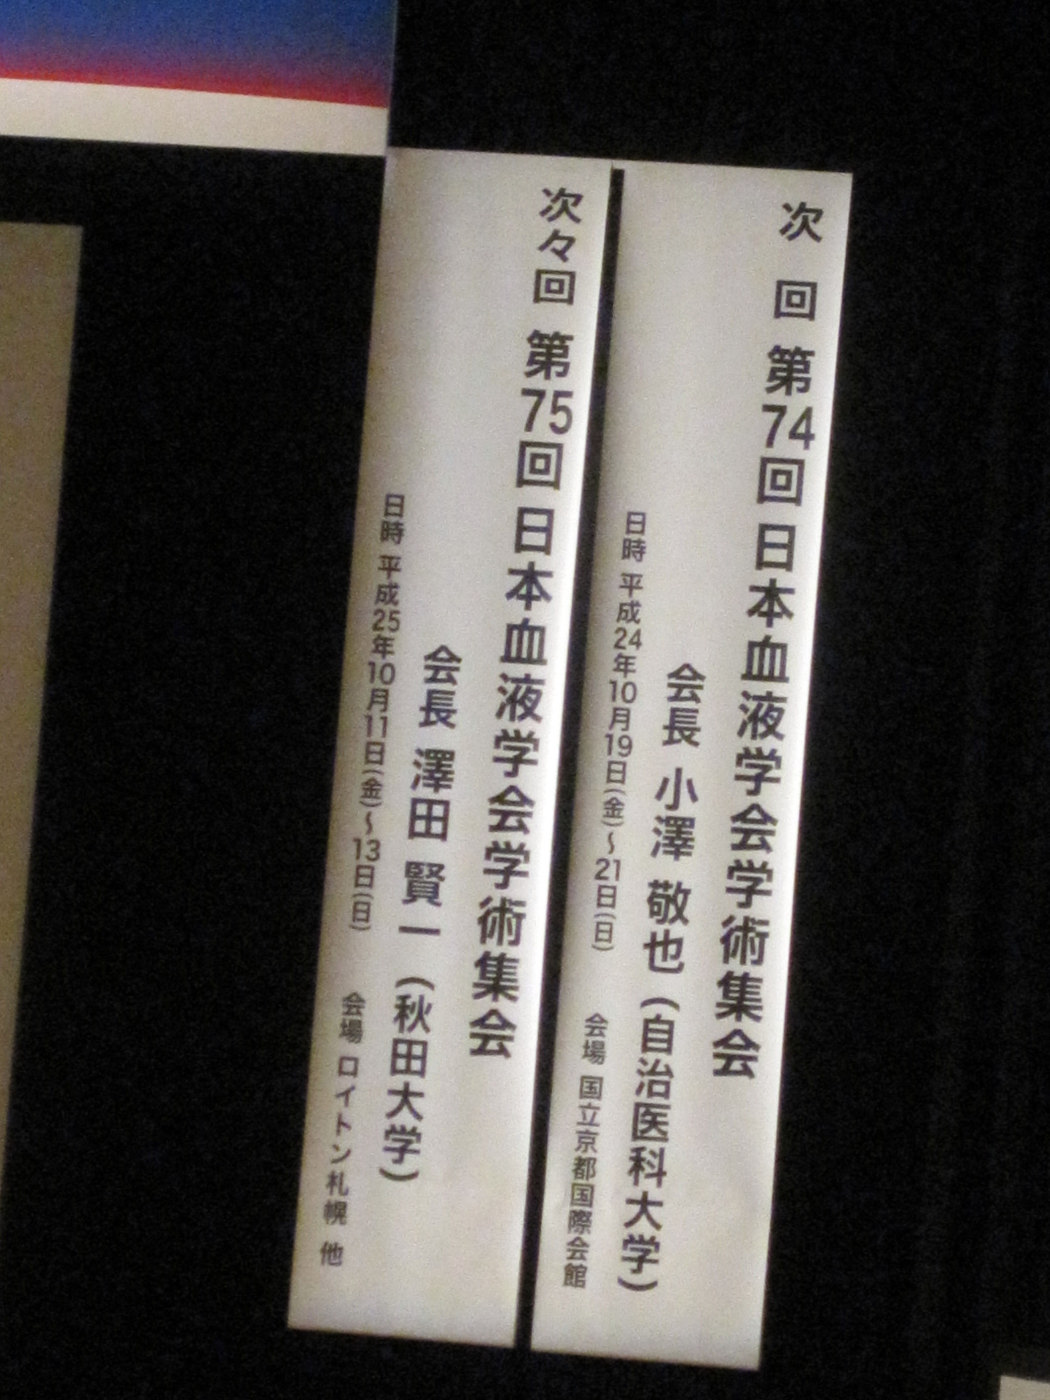 次回 第74回 日本血液学会学術集会
会長 小澤 敬也 (自治医科大学)
日時 平成24年10月19日(金)～21日(日) 会場 国立京都国際会館
次々回 第75回 日本血液学会学術集会
会長 澤田 賢一 (秋田大学)
日時 平成25年10月11日(金)～13日(日) 会場 ロイトン札幌 他